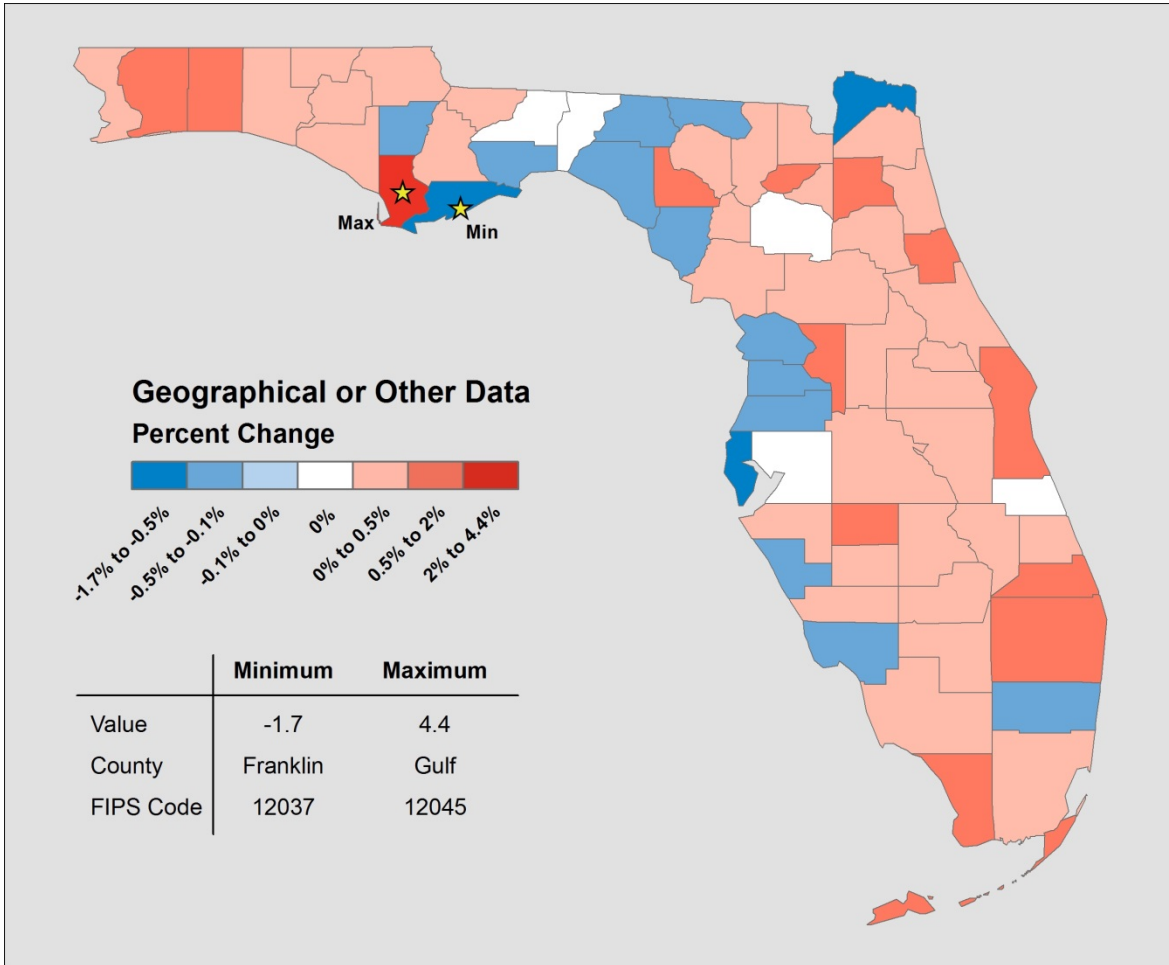 Max
Min
Geographical or Other Data
Percent Change
-1.7% to -0.5%
-0.5% to -0.1%
-0.1% to 0%
0%
0% to 0.5%
0.5% to 2%
2% to 4.4%
Minimum Maximum
Value -1.7 4.4
County Franklin Gulf
FIPS Code 12037 12045